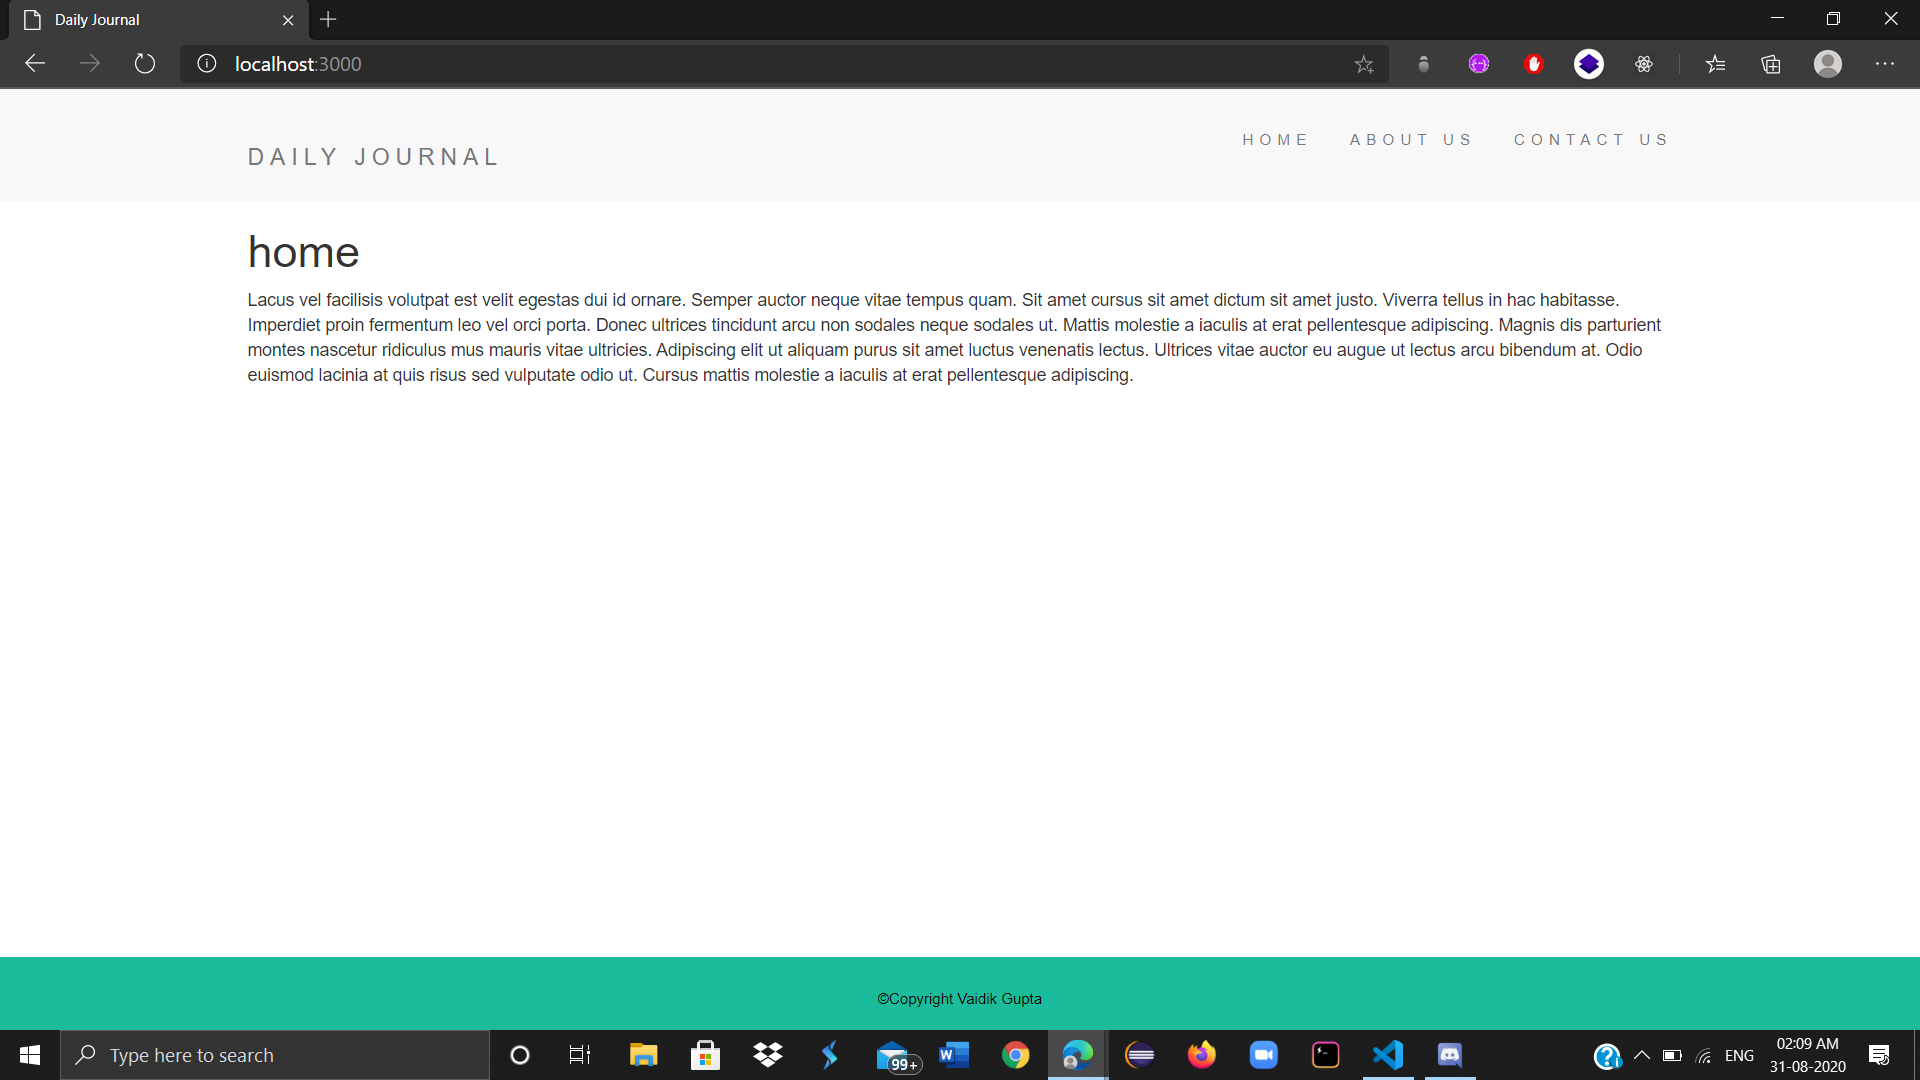 Daily Journal
localhost:3000
DAILY JOURNAL
HOME ABOUT US CONTACT US
home
Lacus vel facilisis volutpat est velit egestas dui id ornare. Semper auctor neque vitae tempus quam. Sit amet cursus sit amet dictum sit amet justo. Viverra tellus in hac habitasse.
Imperdiet proin fermentum leo vel orci porta. Donec ultrices tincidunt arcu non sodales neque sodales ut. Mattis molestie a iaculis at erat pellentesque adipiscing. Magnis dis parturient
montes nascetur ridiculus mus mauris vitae ultricies. Adipiscing elit ut aliquam purus sit amet luctus venenatis lectus. Ultrices vitae auctor eu augue ut lectus arcu bibendum at. Odio
euismod lacinia at quis risus sed vulputate odio ut. Cursus mattis molestie a iaculis at erat pellentesque adipiscing.
©Copyright Vaidik Gupta
Type here to search
99+
ENG
02:09 AM
31-08-2020